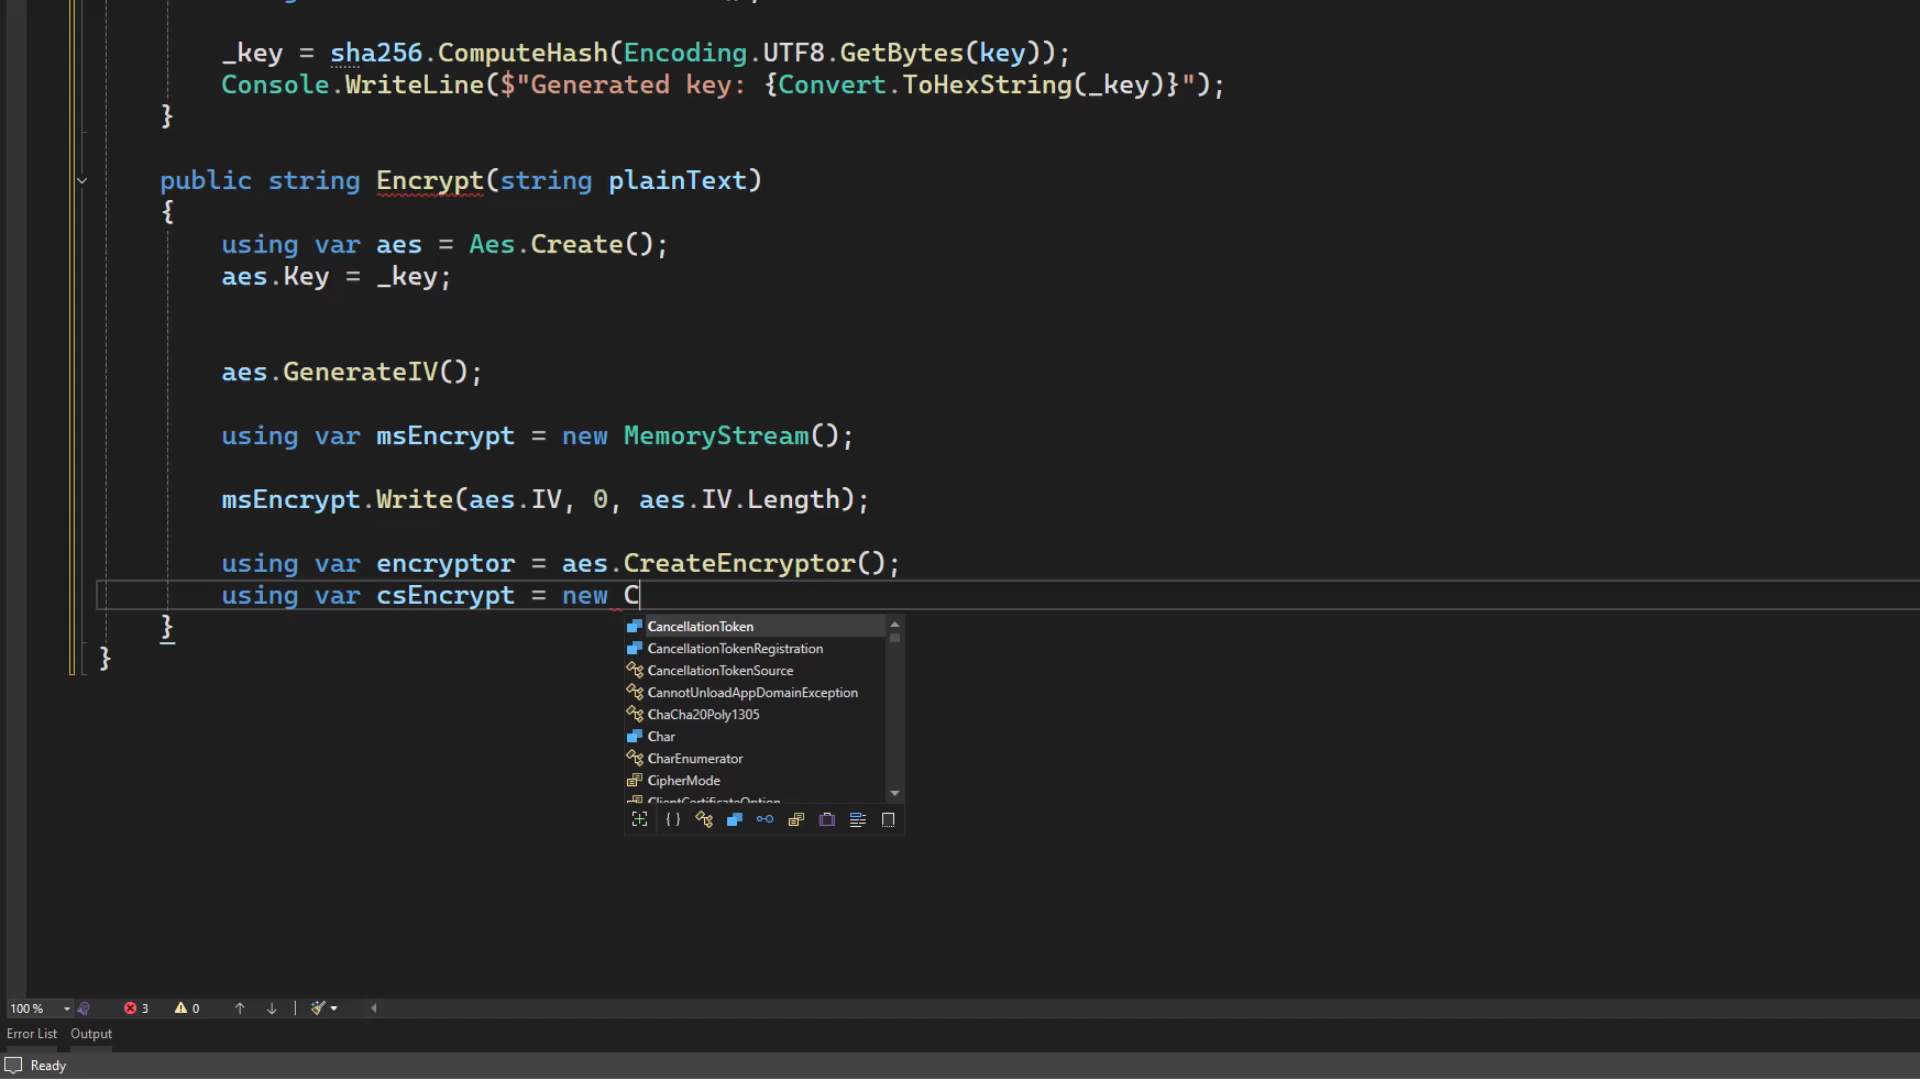 _key = sha256.ComputeHash(Encoding.UTF8.GetBytes(key));
Console.WriteLine($"Generated key: {Convert.ToHexString(_key)}");
}
public string Encrypt(string plainText)
{
using var aes = Aes.Create();
aes.Key = _key;
aes.GenerateIV();
using var msEncrypt = new MemoryStream();
msEncrypt.Write(aes.IV, 0, aes.IV.Length);
using var encryptor = aes.CreateEncryptor();
using var csEncrypt = new C
}
}
CancellationToken
CancellationTokenRegistration
CancellationTokenSource
CannotUnloadAppDomainException
ChaCha20Poly1305
Char
CharEnumerator
CipherMode
ClientCertificateOption
{ }
100 % 3 0
Error List Output
Ready